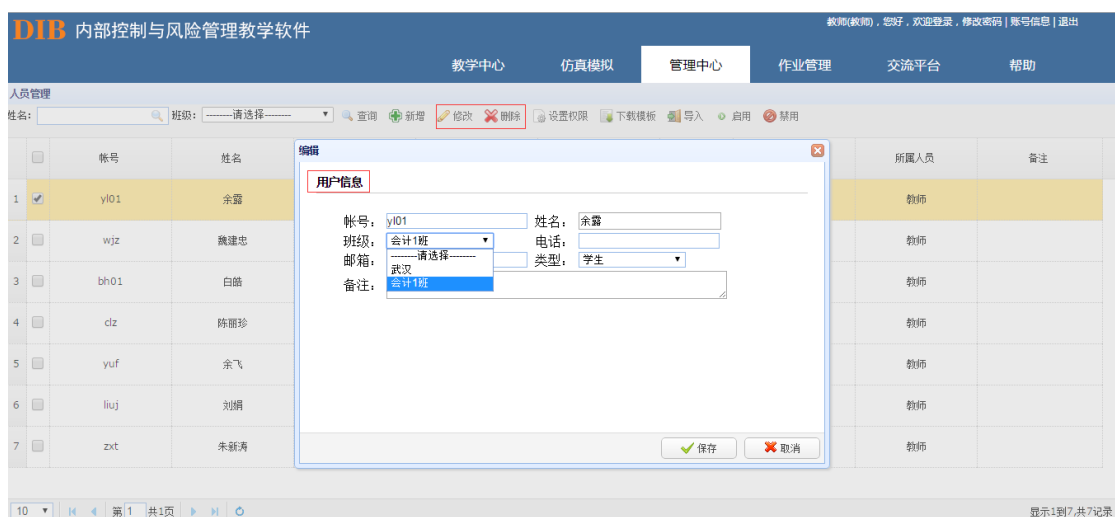 DIB 内部控制与风险管理教学软件
教师(教师)，您好，欢迎登录，修改密码 | 账号信息 | 退出
教学中心 仿真模拟 管理中心 作业管理 交流平台 帮助
人员管理
姓名: 班级: --------请选择-------- 查询 新增 修改 删除 设置权限 下载模板 导入 启用 禁用
帐号 姓名 所属人员 备注
编辑
用户信息
帐号: yl01 姓名: 余露
班级: 会计1班 电话:
--------请选择--------
武汉
会计1班
邮箱: 类型: 学生
备注:
保存 取消
1 yl01 余露 教师
2 wjz 魏建忠 教师
3 bh01 白皓 教师
4 clz 陈丽珍 教师
5 yuf 余飞 教师
6 liuj 刘娟 教师
7 zxt 朱新涛 教师
10 第 1 共1页 显示1到7,共7记录